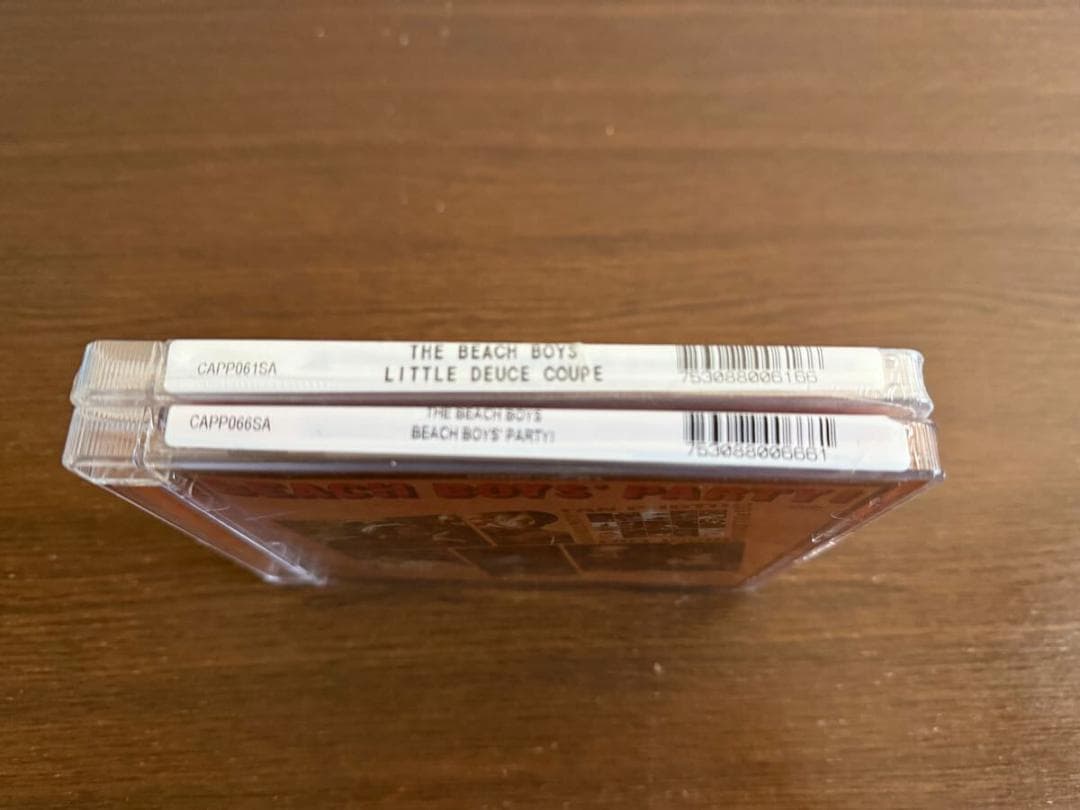 CAPP061SA
THE BEACH BOYS
LITTLE DEUCE COUPE
753088006166
CAPP066SA
THE BEACH BOYS
BEACH BOYS' PARTY!
753088006661
BEACH BOYS' PARTY!